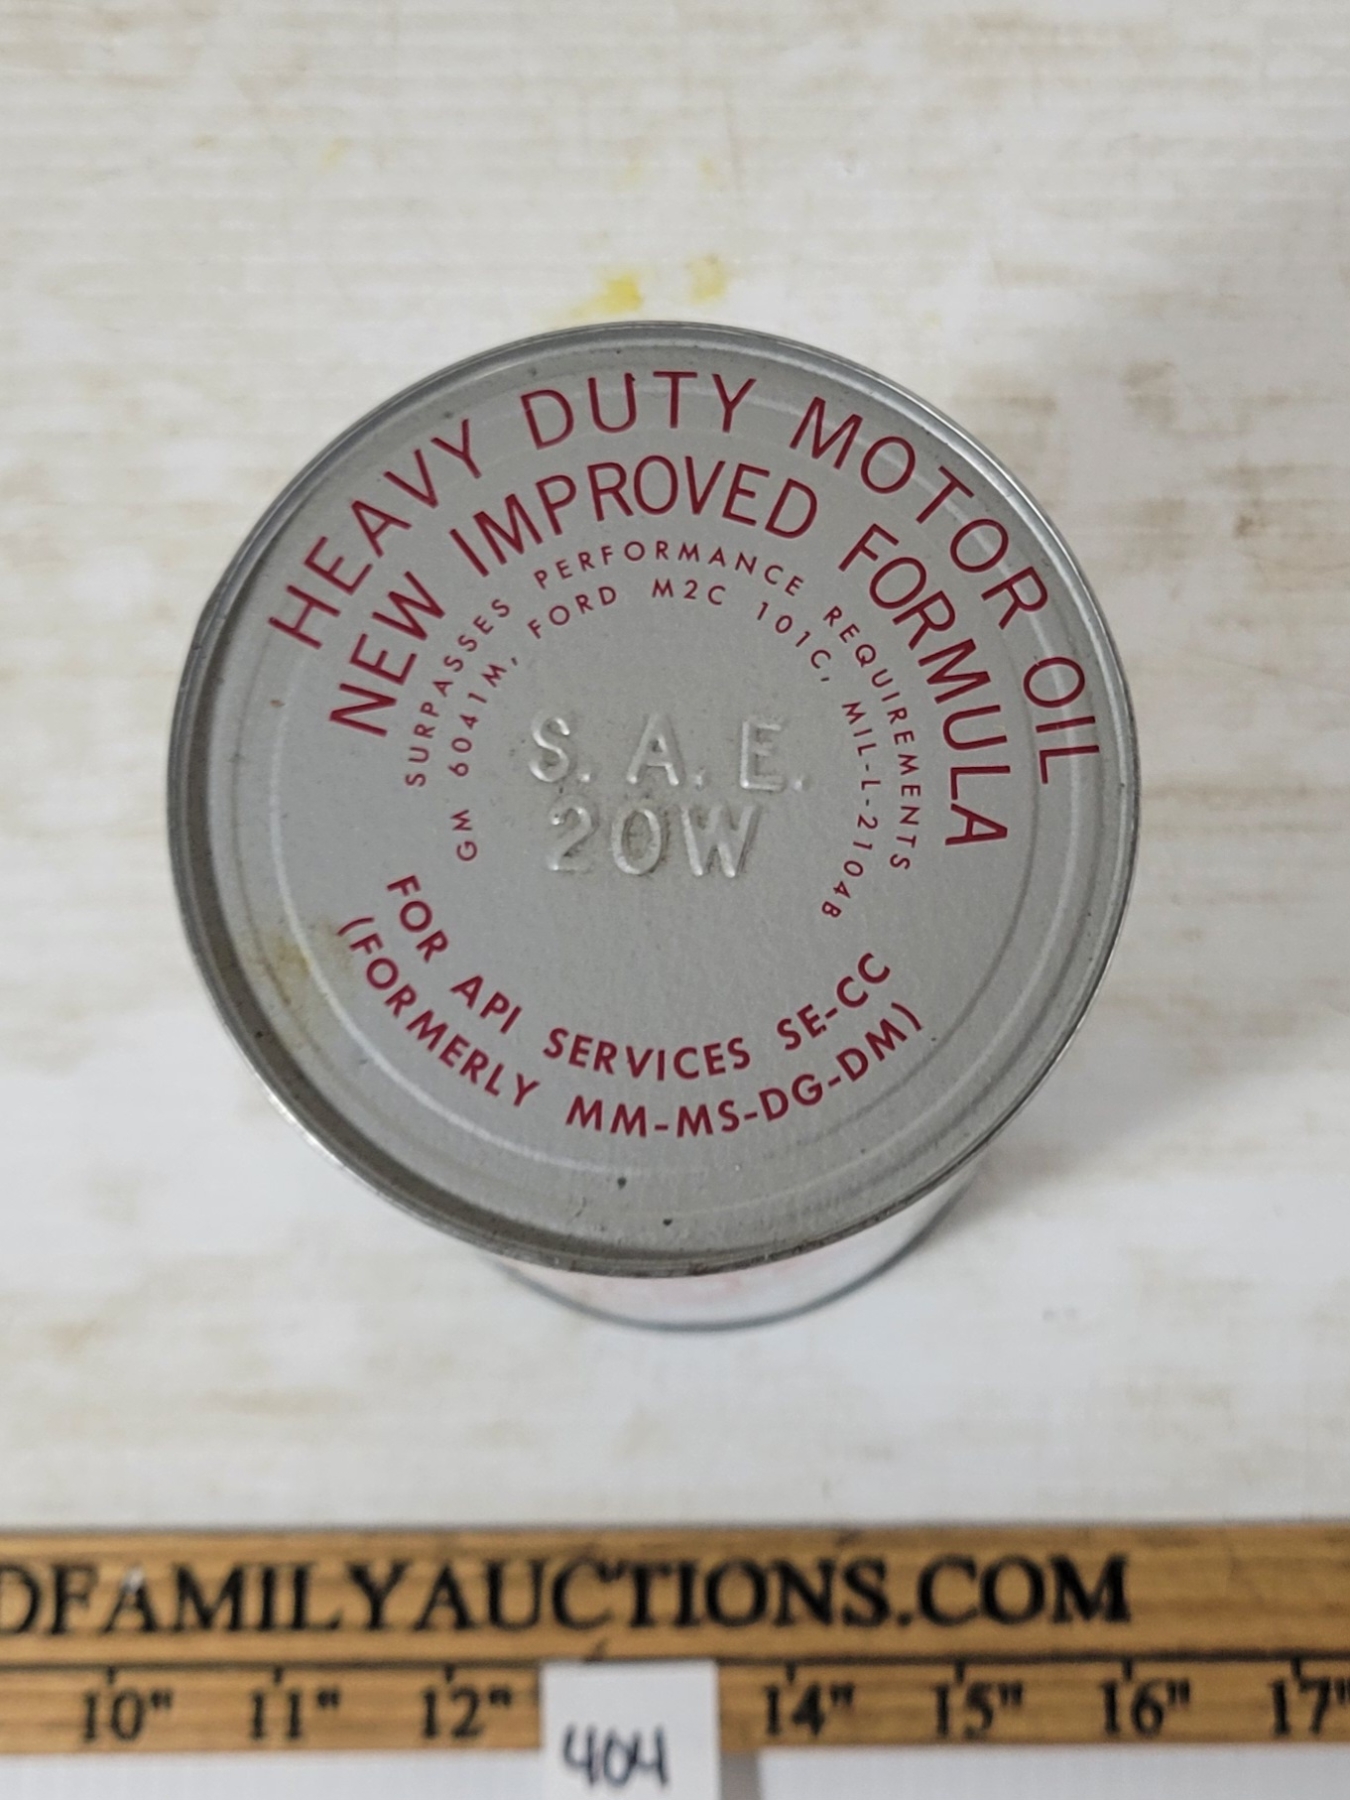 HEAVY DUTY MOTOR OIL
NEW IMPROVED FORMULA
SURPASSES PERFORMANCE REQUIREMENTS
GM 6041M, FORD M2C 101C, MIL-L-2104B
S. A. E.
20W
FOR API SERVICES SE-CC
(FORMERLY MM-MS-DG-DM)
DFAMILYAUCTIONS.COM
10" 11" 12" 14" 15" 16" 17"
404